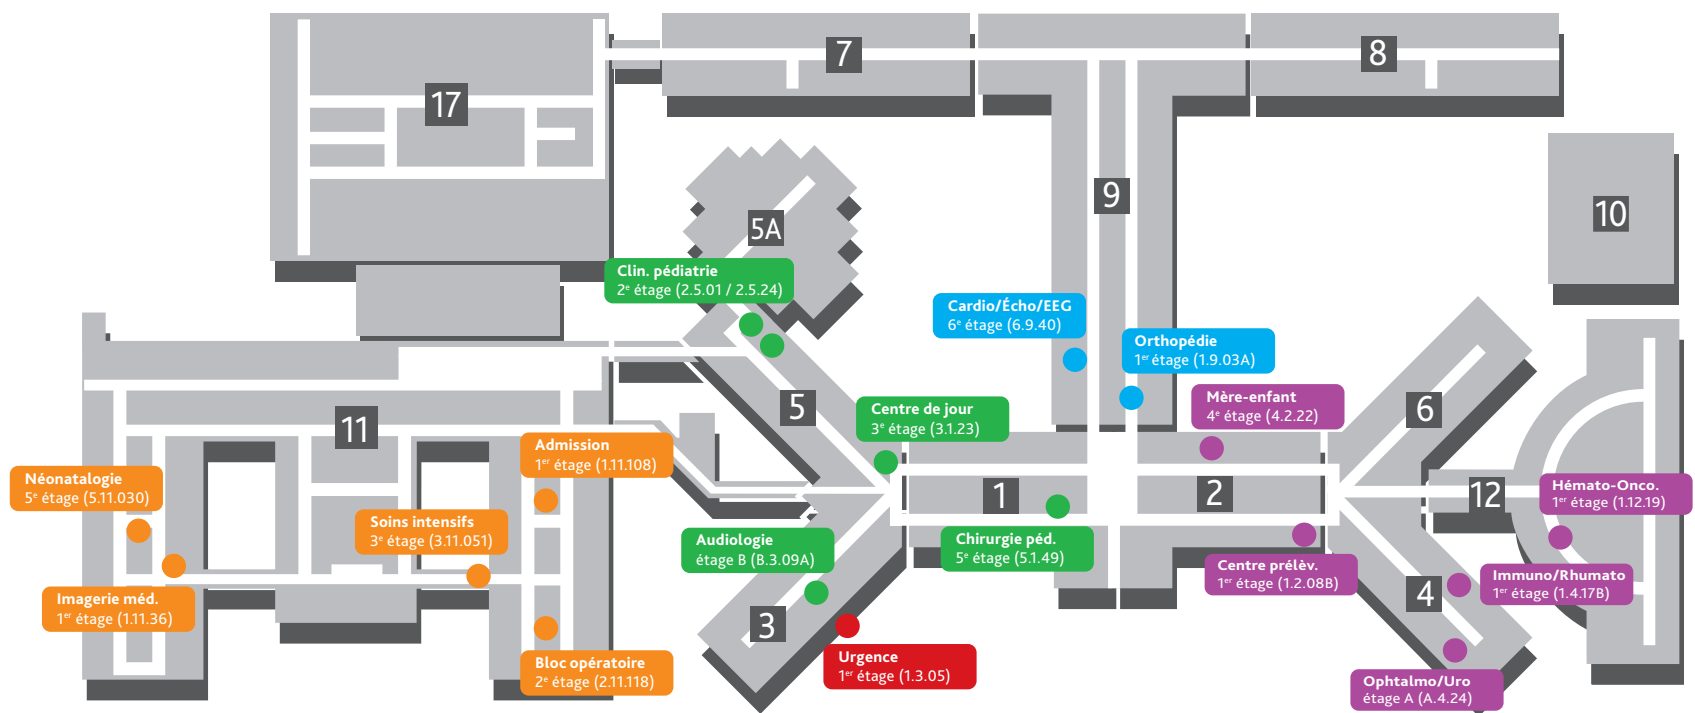 7
8
17
9
10
5A
Clin. pédiatrie
2e étage (2.5.01 / 2.5.24)
Cardio/Écho/EEG
6e étage (6.9.40)
Orthopédie
1er étage (1.9.03A)
5
6
11
Centre de jour
3e étage (3.1.23)
Mère-enfant
4e étage (4.2.22)
Admission
1er étage (1.11.108)
Néonatalogie
5e étage (5.11.030)
1
2
12
Hémato-Onco.
1er étage (1.12.19)
Soins intensifs
3e étage (3.11.051)
Audiologie
étage B (B.3.09A)
Chirurgie péd.
5e étage (5.1.49)
Centre prélèv.
1er étage (1.2.08B)
Immuno/Rhumato
1er étage (1.4.17B)
Imagerie méd.
1er étage (1.11.36)
3
4
Bloc opératoire
2e étage (2.11.118)
Urgence
1er étage (1.3.05)
Ophtalmo/Uro
étage A (A.4.24)